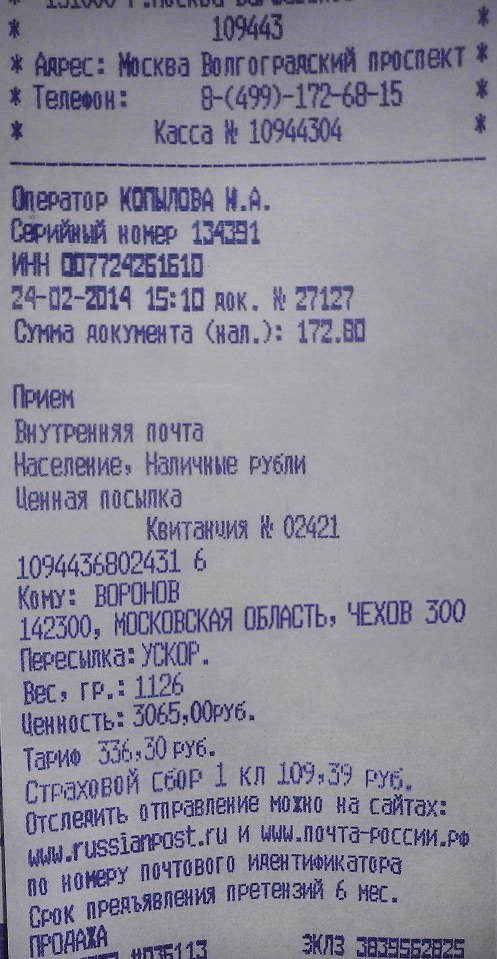 * 109443 *
* Адрес: Москва Волгоградский проспект *
* Телефон: 8-(499)-172-68-15 *
* Касса № 10944304 *
Оператор КОПЫЛОВА И.А.
Серийный номер 134391
ИНН 007724261610
24-02-2014 15:10 док. № 27127
Сумма документа (нал.): 172.80
Прием
Внутренняя почта
Население, Наличные рубли
Ценная посылка
Квитанция № 02421
1094436802431 6
Кому: ВОРОНОВ
142300, МОСКОВСКАЯ ОБЛАСТЬ, ЧЕХОВ 300
Пересылка: УСКОР.
Вес, гр.: 1126
Ценность: 3065,00руб.
Тариф 336,30 руб.
Страховой сбор 1 кл 109,39 руб.
Отследить отправление можно на сайтах:
www.russianpost.ru и www.почта-россии.рф
по номеру почтового идентификатора
Срок предъявления претензий 6 мес.
ПРОДАЖА
ЭКЛЗ 3839562825